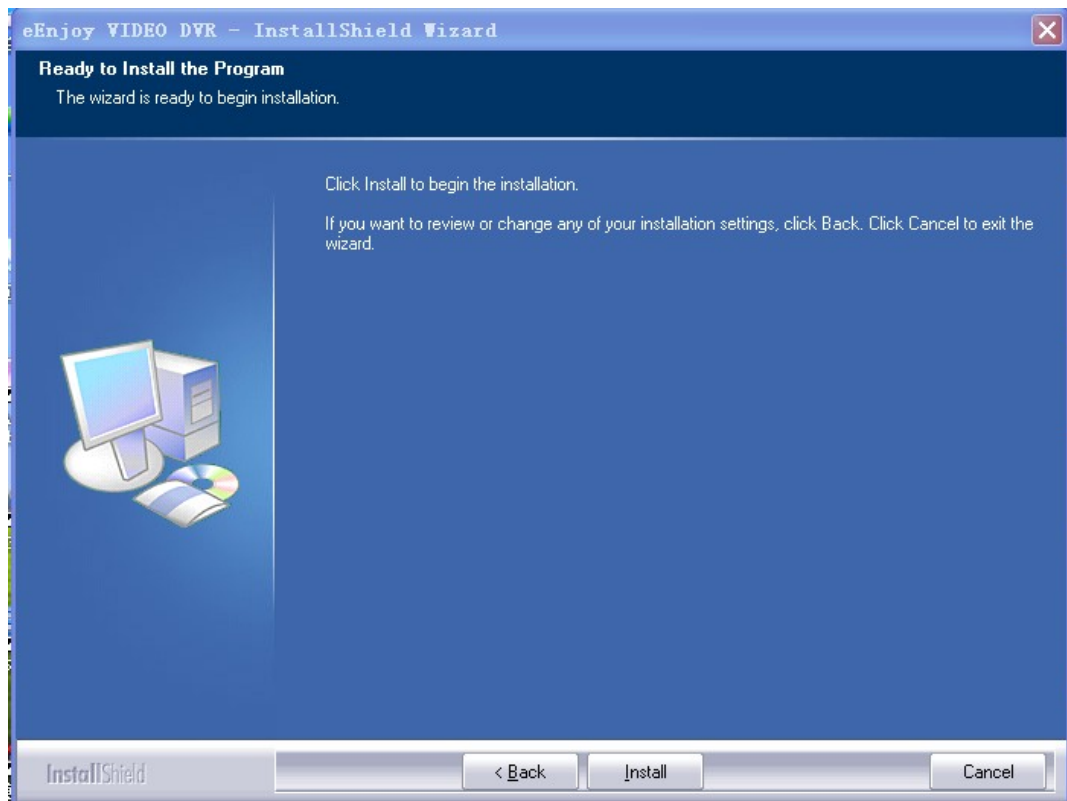 eEnjoy VIDEO DVR - InstallShield Wizard
Ready to Install the Program
The wizard is ready to begin installation.
Click Install to begin the installation.
If you want to review or change any of your installation settings, click Back. Click Cancel to exit the
wizard.
InstallShield
< Back
Install
Cancel